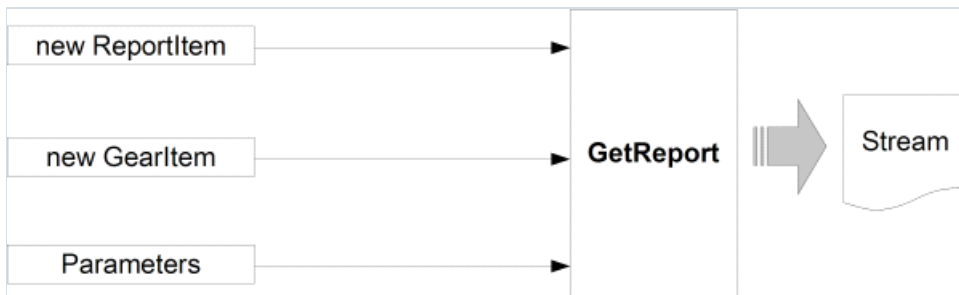 new ReportItem
new GearItem
GetReport
Stream
Parameters